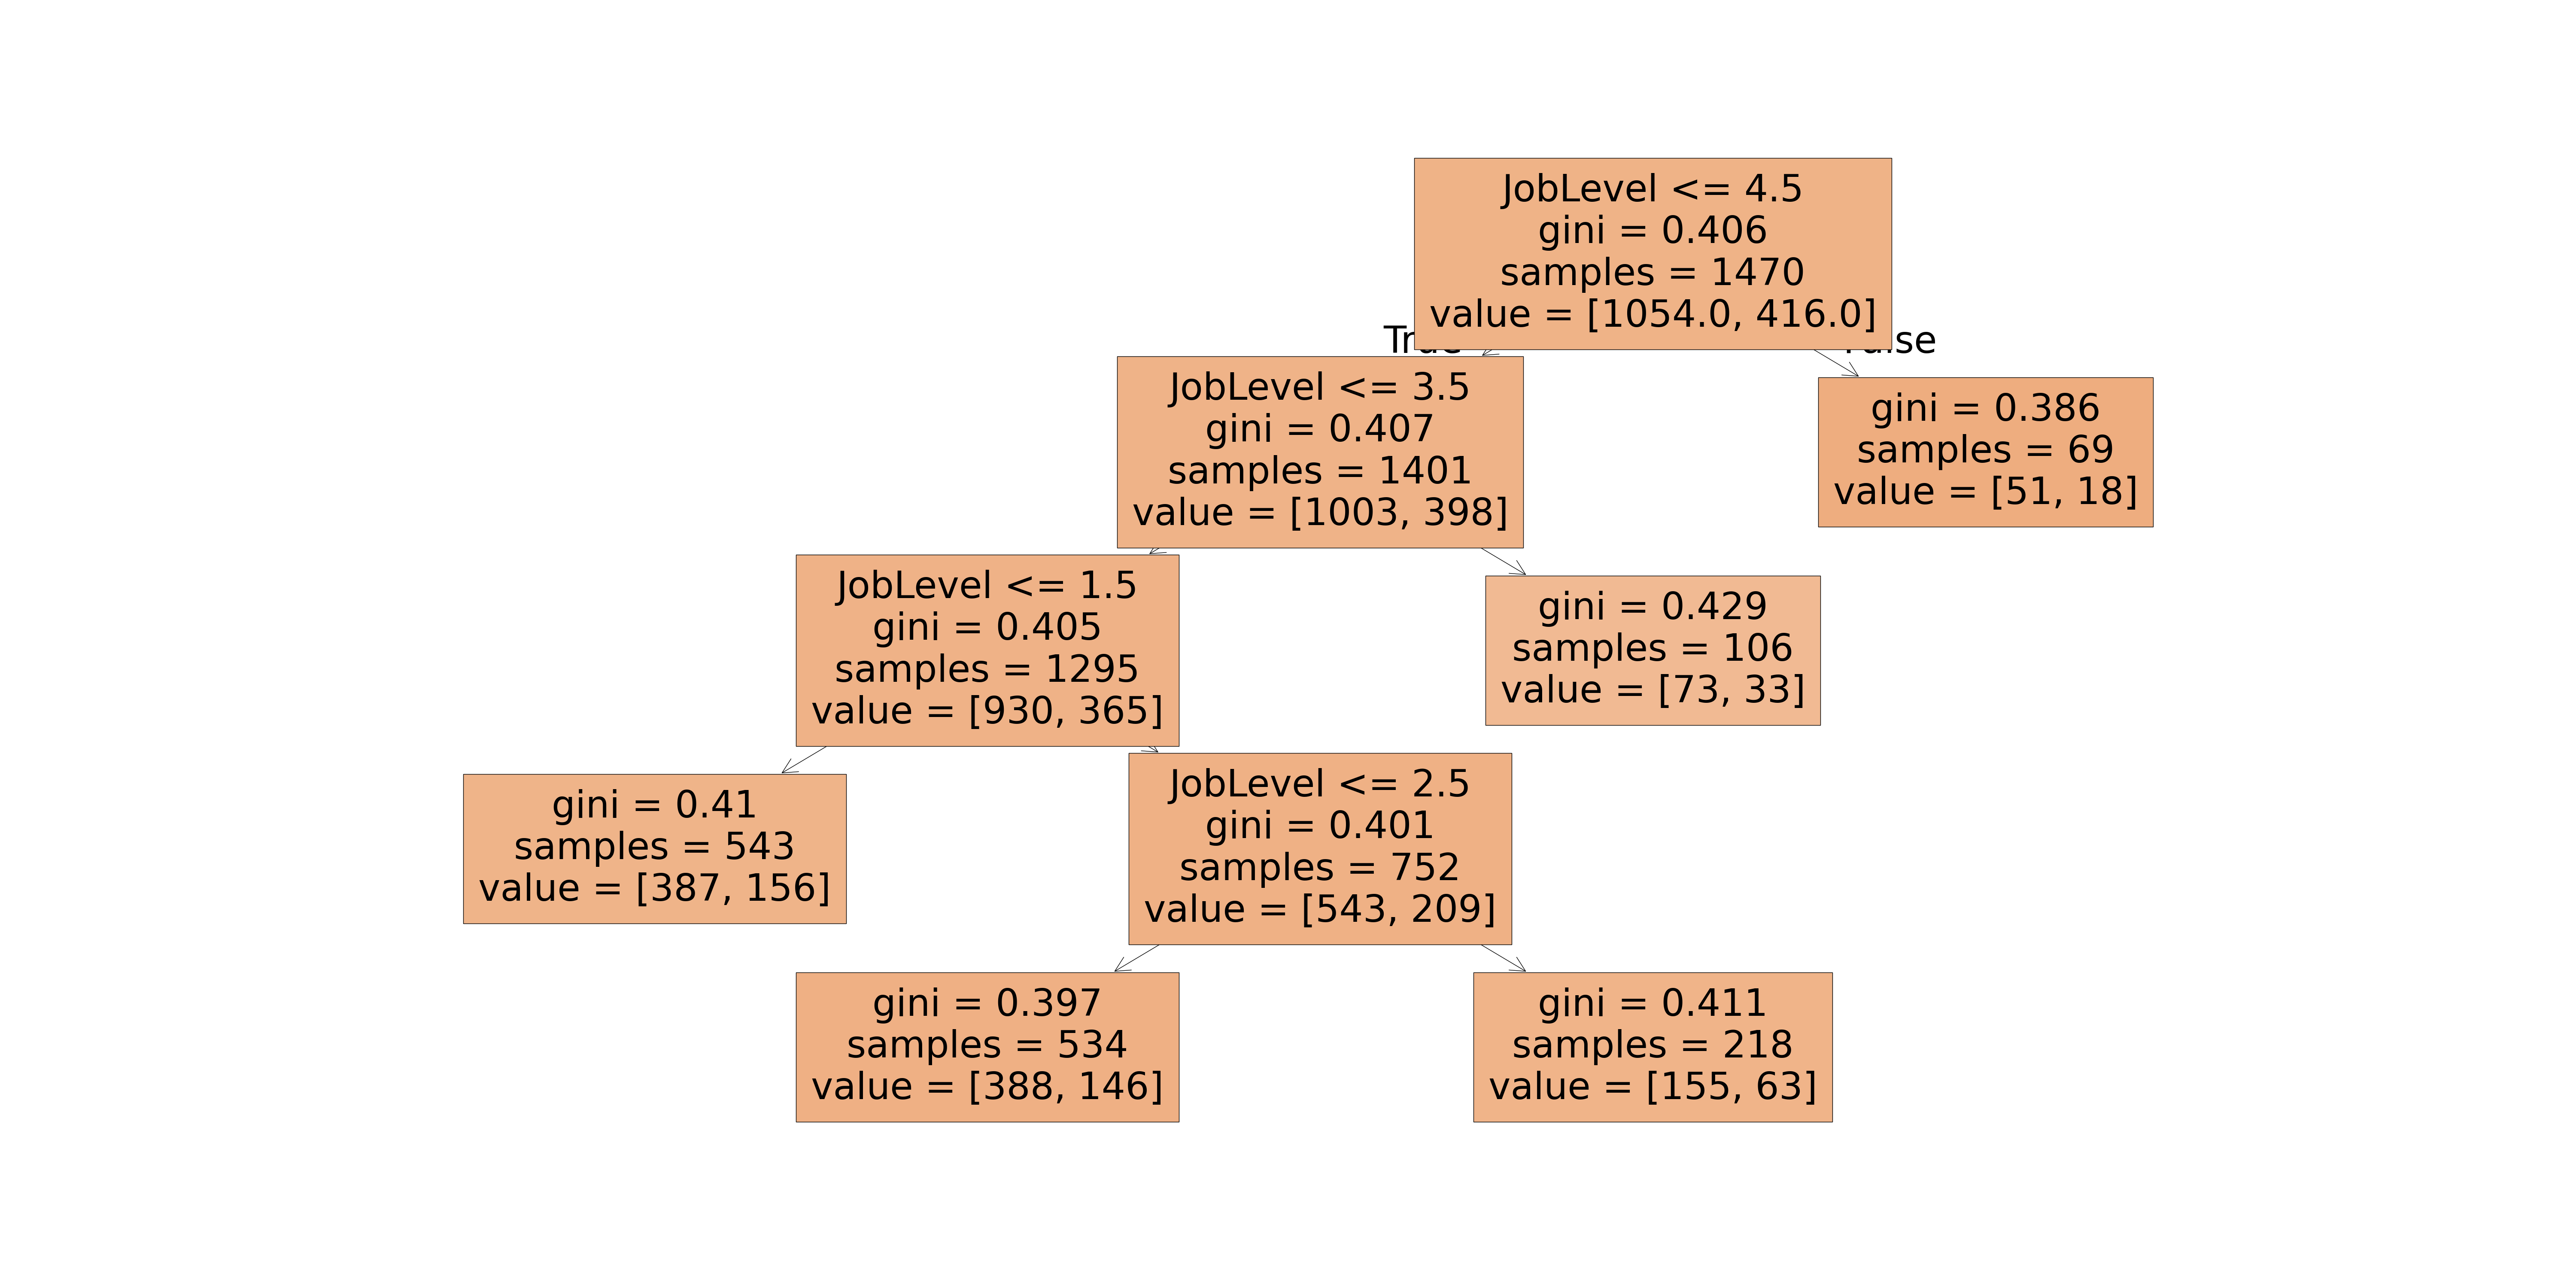 JobLevel <= 4.5
gini = 0.406
samples = 1470
value = [1054.0, 416.0]
JobLevel <= 3.5
gini = 0.407
samples = 1401
value = [1003, 398]
gini = 0.386
samples = 69
value = [51, 18]
JobLevel <= 1.5
gini = 0.405
samples = 1295
value = [930, 365]
gini = 0.429
samples = 106
value = [73, 33]
gini = 0.41
samples = 543
value = [387, 156]
JobLevel <= 2.5
gini = 0.401
samples = 752
value = [543, 209]
gini = 0.397
samples = 534
value = [388, 146]
gini = 0.411
samples = 218
value = [155, 63]